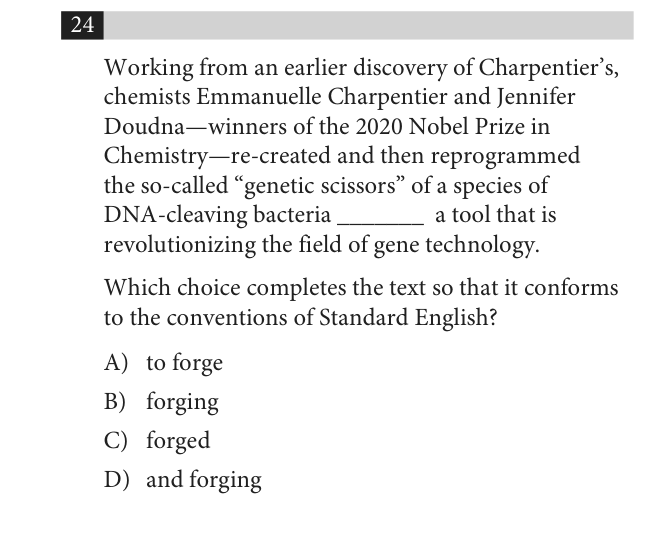 24
Working from an earlier discovery of Charpentier’s,
chemists Emmanuelle Charpentier and Jennifer
Doudna—winners of the 2020 Nobel Prize in
Chemistry—re-created and then reprogrammed
the so-called “genetic scissors” of a species of
DNA-cleaving bacteria _______ a tool that is
revolutionizing the field of gene technology.
Which choice completes the text so that it conforms
to the conventions of Standard English?
A) to forge
B) forging
C) forged
D) and forging